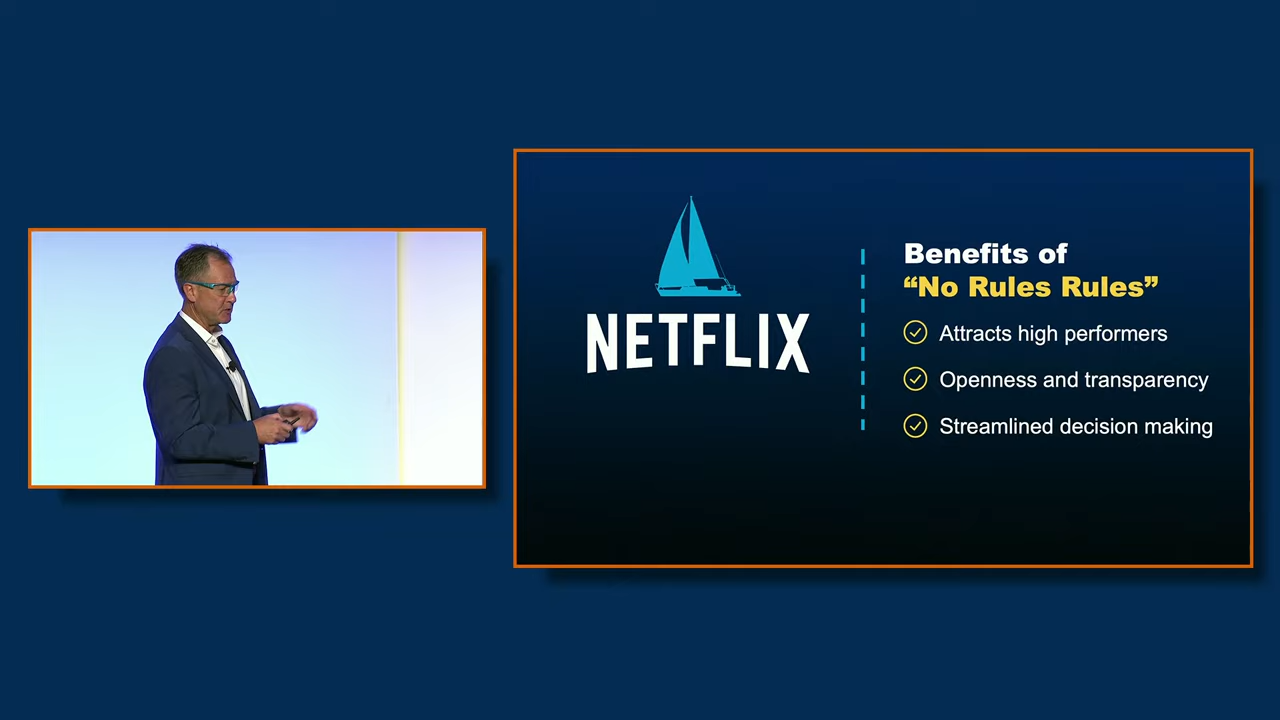 NETFLIX
Benefits of
“No Rules Rules”
Attracts high performers
Openness and transparency
Streamlined decision making